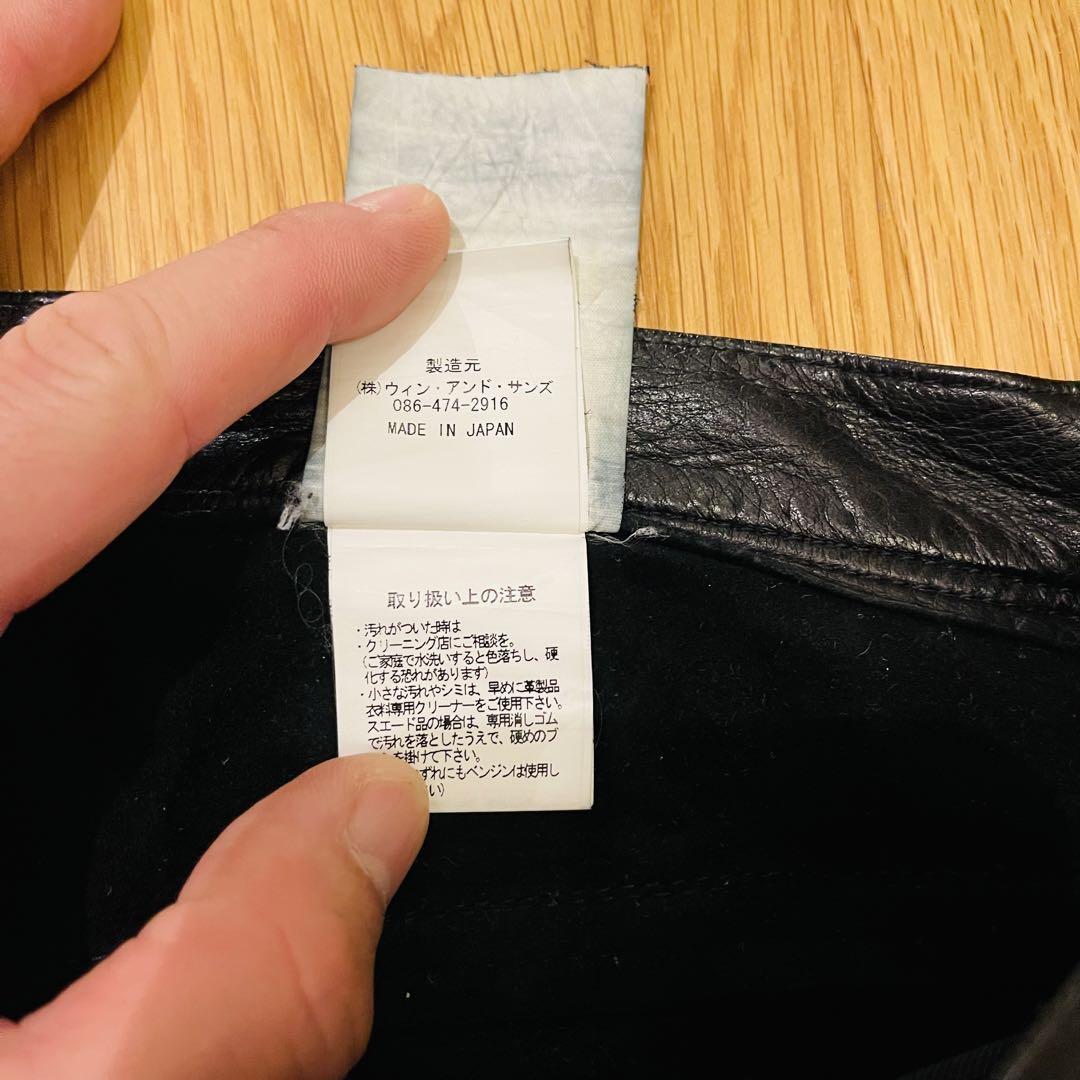 製造元
(株)ウィン・アンド・サンズ
086-474-2916
MADE IN JAPAN
取り扱い上の注意
・汚れがついた時は
・クリーニング店にご相談を。
(ご家庭で水洗いすると色落ちし、硬
化する恐れがあります)
・小さな汚れやシミは、早めに革製品
衣料専用クリーナーをご使用下さい。
スエード品の場合は、専用消しゴム
で汚れを落としたうえで、硬めのブ
を掛けて下さい。
ずれにもベンジンは使用し
い)